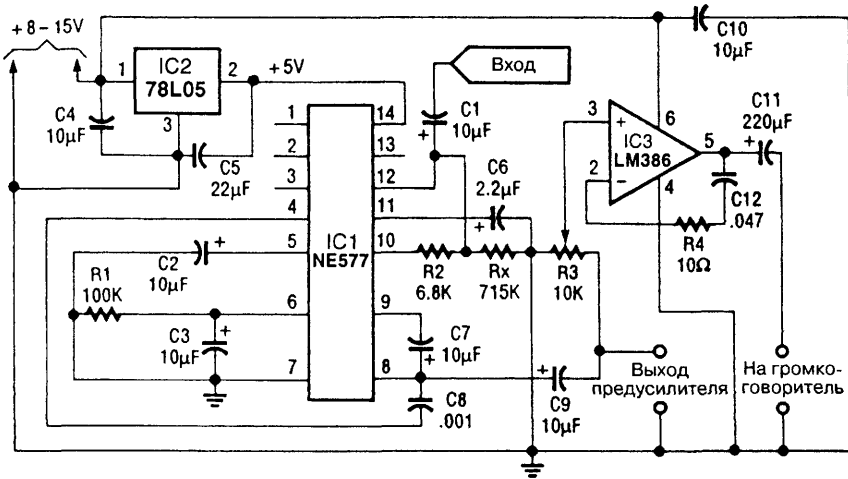 +8–15V
1
IC2
78L05
2
3
+5V
C4
10µF
C5
22µF
Вход
C1
10µF
+
C10
10µF
1
2
3
4
5
6
7
14
13
12
11
10
9
8
IC1
NE577
C6
2.2µF
+
3
+
6
IC3
LM386
5
2
−
4
C11
220µF
+
C12
.047
R4
10Ω
R1
100K
C2
10µF
+
C3
10µF
+
R2
6.8K
Rx
715K
R3
10K
C7
10µF
+
C8
.001
C9
10µF
+
Выход
предусилителя
На громко-
говоритель